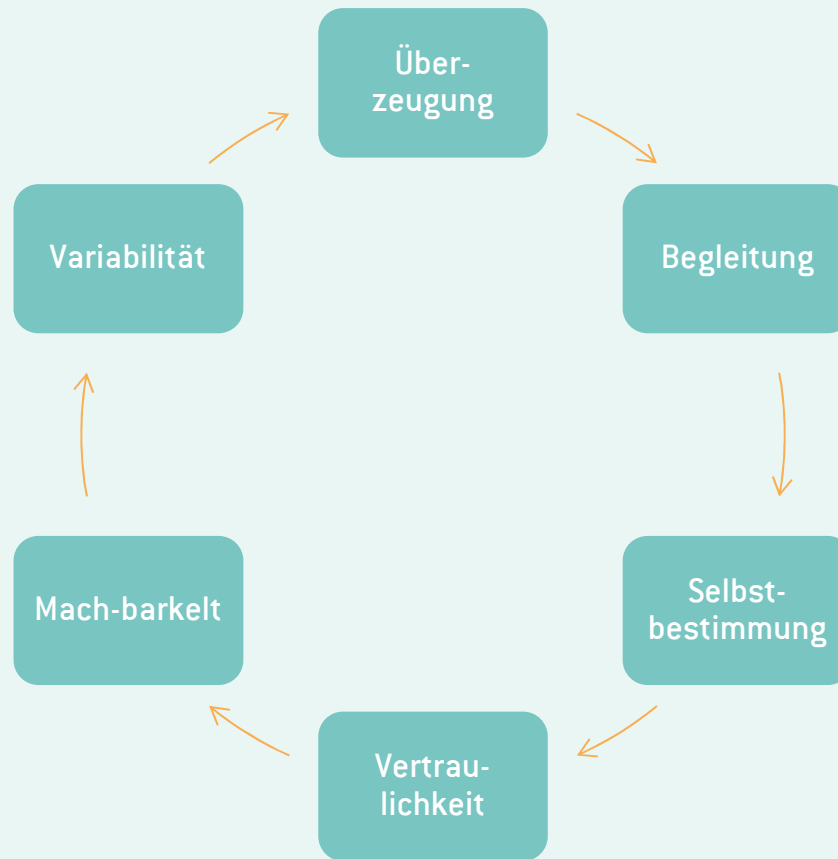 Über-
zeugung
Begleitung
Selbst-
bestimmung
Vertrau-
lichkeit
Mach-barkelt
Variabilität